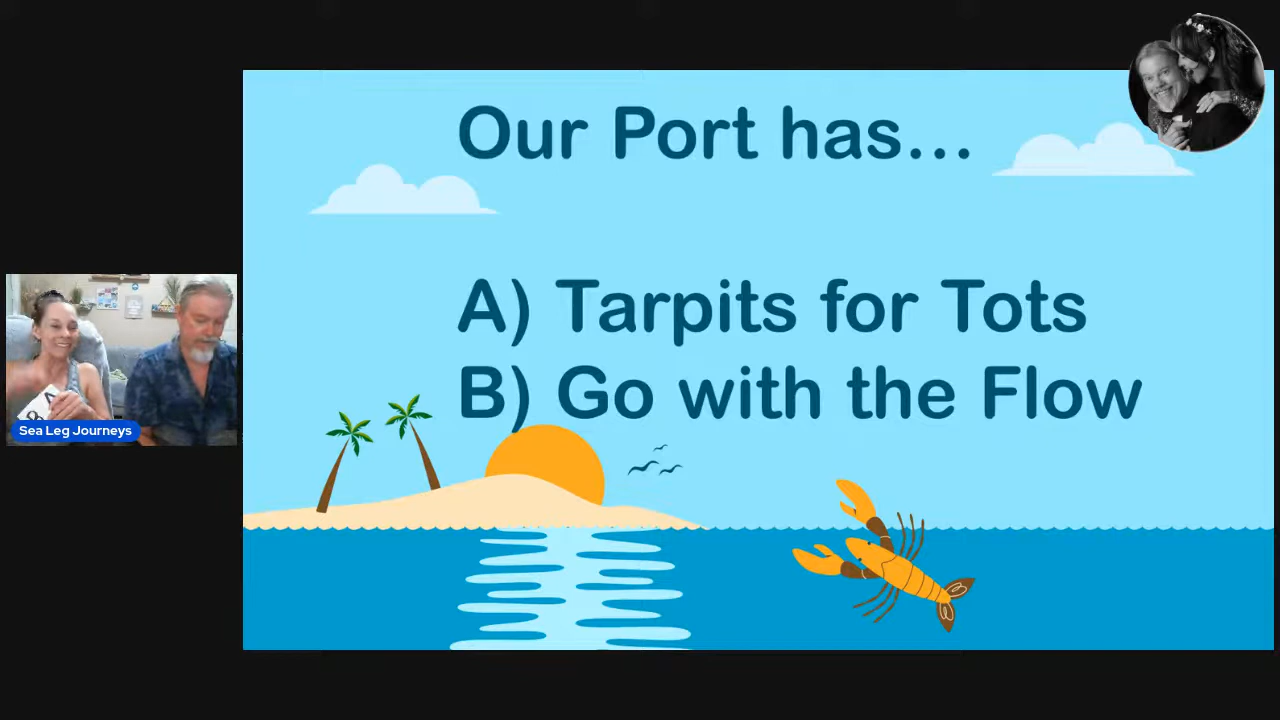 Our Port has...
A) Tarpits for Tots
B) Go with the Flow
Sea Leg Journeys